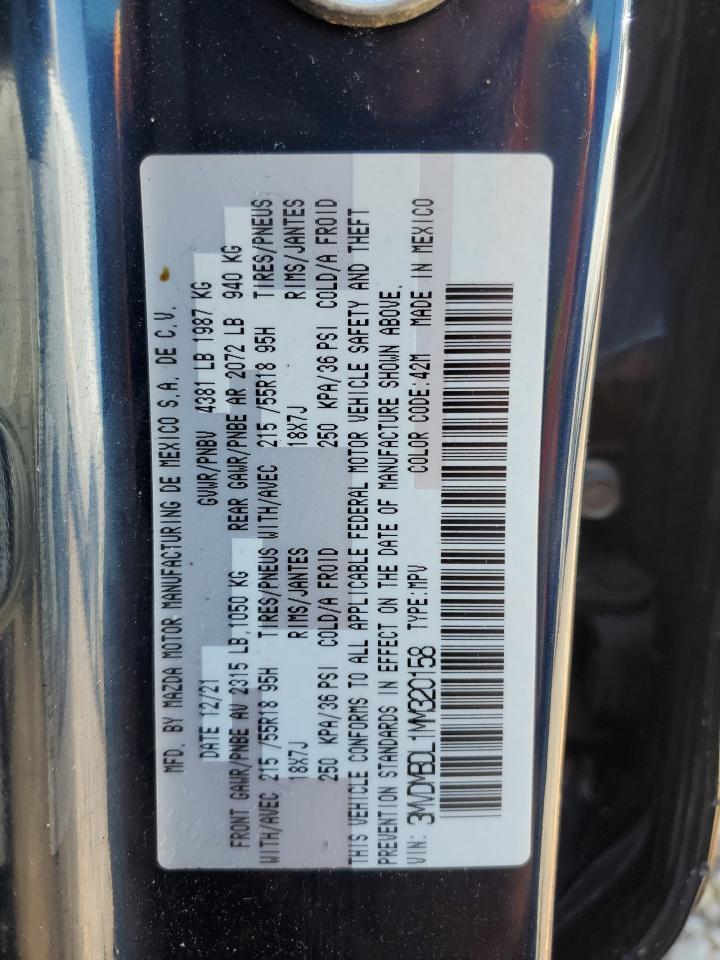 MFD. BY MAZDA MOTOR MANUFACTURING DE MEXICO S.A. DE C.V.
DATE 12/21 GVWR/PNBV 4381 LB 1987 KG
FRONT GAWR/PNBE AV 2315 LB,1050 KG REAR GAWR/PNBE AR 2072 LB 940 KG
WITH/AVEC 215 /55R18 95H TIRES/PNEUS WITH/AVEC 215 /55R18 95H TIRES/PNEUS
18X7J RIMS/JANTES 18X7J RIMS/JANTES
250 KPA/36 PSI COLD/A FROID 250 KPA/36 PSI COLD/A FROID
THIS VEHICLE CONFORMS TO ALL APPLICABLE FEDERAL MOTOR VEHICLE SAFETY AND THEFT
PREVENTION STANDARDS IN EFFECT ON THE DATE OF MANUFACTURE SHOWN ABOVE.
VIN: 3MVDMBDL1MM320158 TYPE:MPV COLOR CODE:42M MADE IN MEXICO